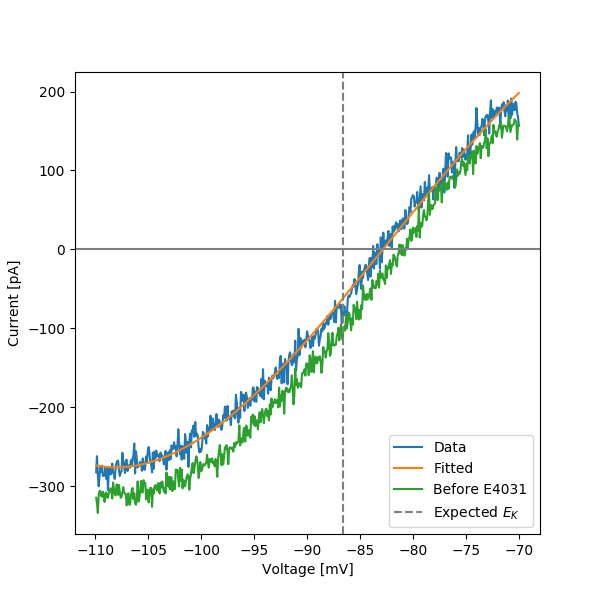 200
100
0
−100
−200
−300
Current [pA]
Data
Fitted
Before E4031
Expected E_K
−110 −105 −100 −95 −90 −85 −80 −75 −70
Voltage [mV]